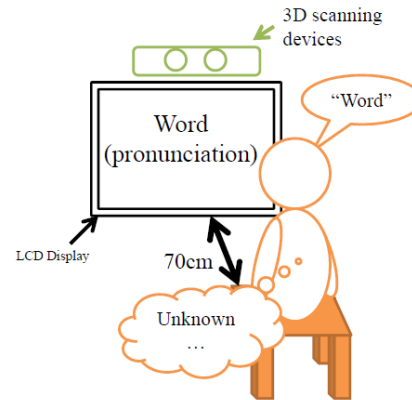 3D scanning
devices
“Word”
Word
(pronunciation)
LCD Display
70cm
Unknown
…